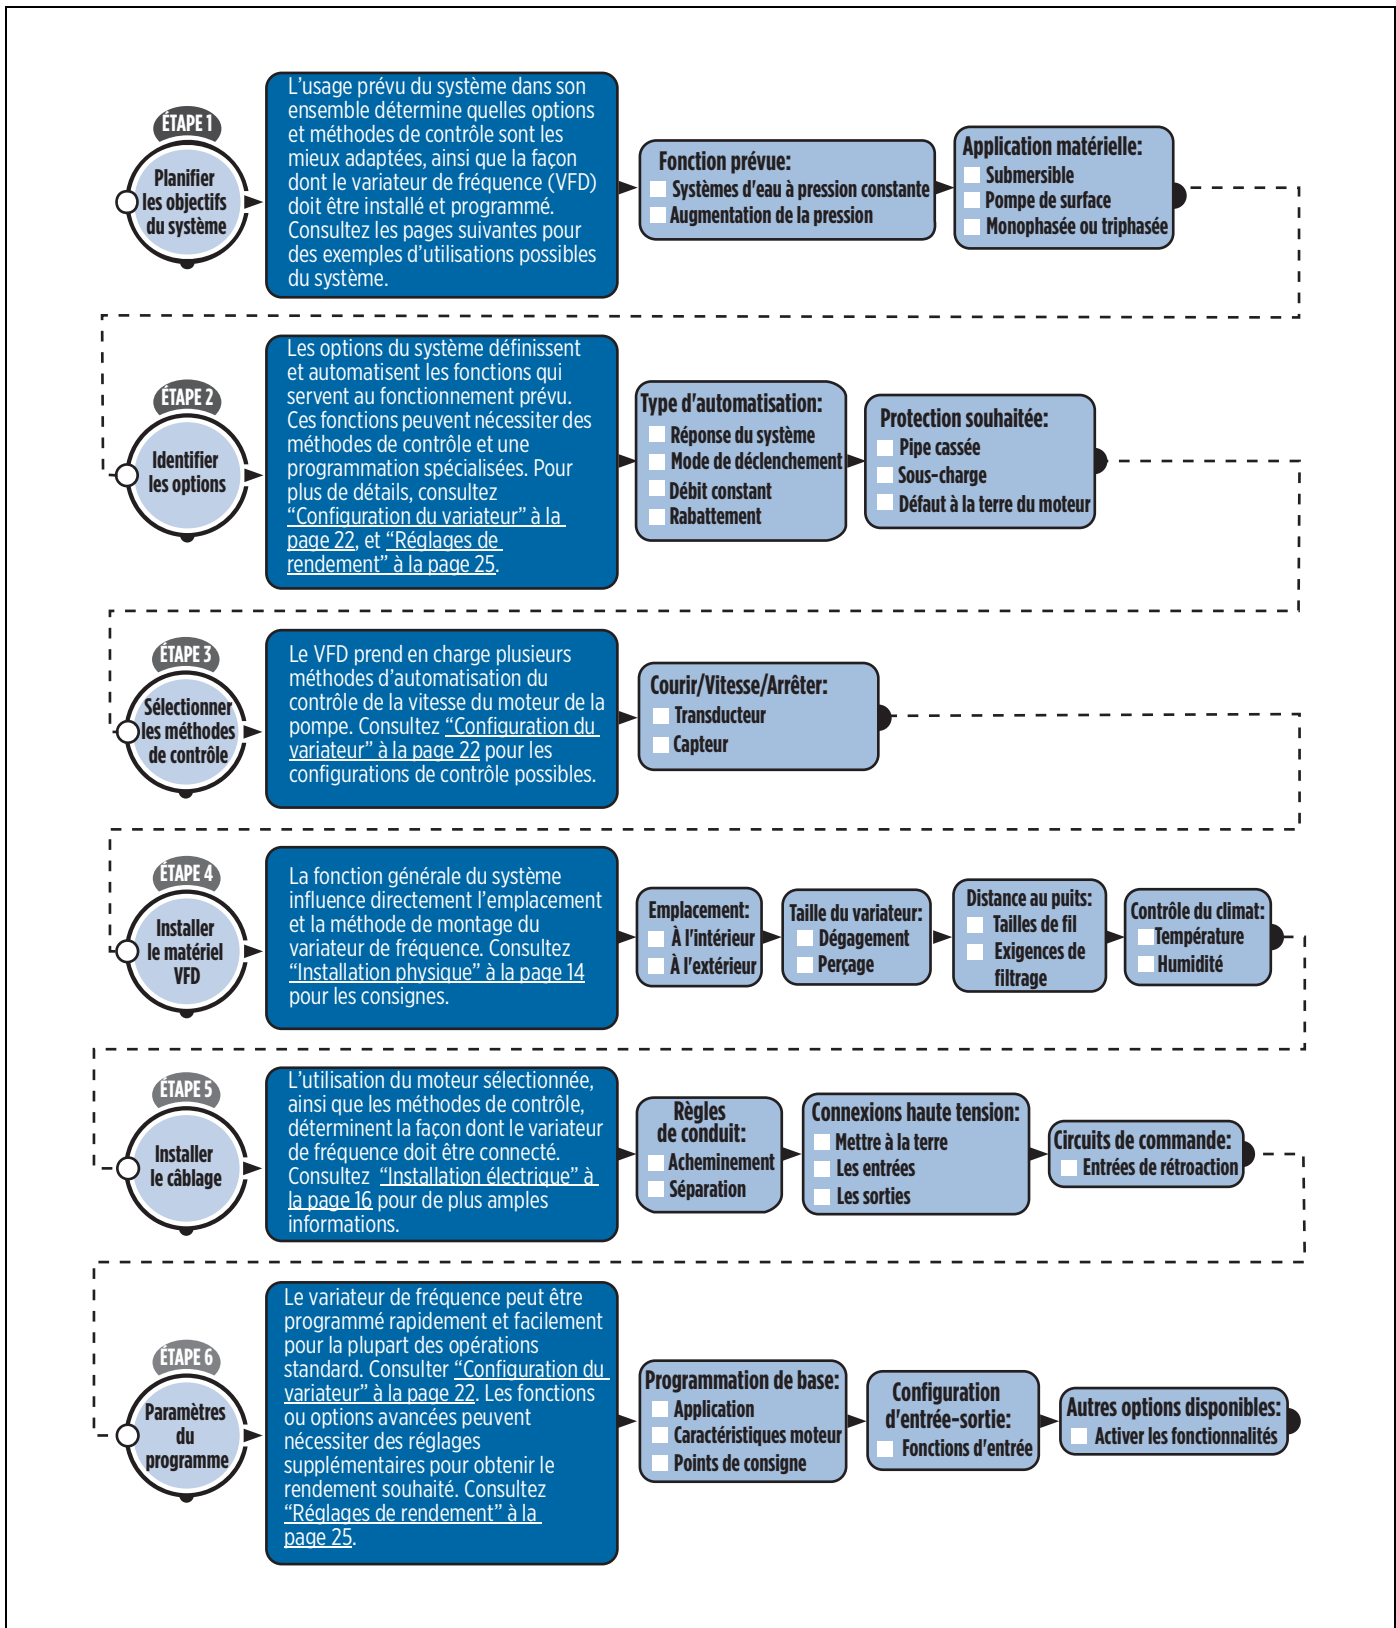 ÉTAPE 1
Planifier
les objectifs
du système
L'usage prévu du système dans son
ensemble détermine quelles options
et méthodes de contrôle sont les
mieux adaptées, ainsi que la façon
dont le variateur de fréquence (VFD)
doit être installé et programmé.
Consultez les pages suivantes pour
des exemples d'utilisations possibles
du système.
Fonction prévue:
Systèmes d'eau à pression constante
Augmentation de la pression
Application matérielle:
Submersible
Pompe de surface
Monophasée ou triphasée
ÉTAPE 2
Identifier
les options
Les options du système définissent
et automatisent les fonctions qui
servent au fonctionnement prévu.
Ces fonctions peuvent nécessiter des
méthodes de contrôle et une
programmation spécialisées. Pour
plus de détails, consultez
“Configuration du variateur” à la
page 22, et “Réglages de
rendement” à la page 25.
Type d'automatisation:
Réponse du système
Mode de déclenchement
Débit constant
Rabattement
Protection souhaitée:
Pipe cassée
Sous-charge
Défaut à la terre du moteur
ÉTAPE 3
Sélectionner
les méthodes
de contrôle
Le VFD prend en charge plusieurs
méthodes d'automatisation du
contrôle de la vitesse du moteur de la
pompe. Consultez “Configuration du
variateur” à la page 22 pour les
configurations de contrôle possibles.
Courir/Vitesse/Arrêter:
Transducteur
Capteur
ÉTAPE 4
Installer
le matériel
VFD
La fonction générale du système
influence directement l'emplacement
et la méthode de montage du
variateur de fréquence. Consultez
“Installation physique” à la page 14
pour les consignes.
Emplacement:
À l'intérieur
À l'extérieur
Taille du variateur:
Dégagement
Perçage
Distance au puits:
Tailles de fil
Exigences de
filtrage
Contrôle du climat:
Température
Humidité
ÉTAPE 5
Installer
le câblage
L'utilisation du moteur sélectionnée,
ainsi que les méthodes de contrôle,
déterminent la façon dont le variateur
de fréquence doit être connecté.
Consultez “Installation électrique” à
la page 16 pour de plus amples
informations.
Règles
de conduit:
Acheminement
Séparation
Connexions haute tension:
Mettre à la terre
Les entrées
Les sorties
Circuits de commande:
Entrées de rétroaction
ÉTAPE 6
Paramètres
du
programme
Le variateur de fréquence peut être
programmé rapidement et facilement
pour la plupart des opérations
standard. Consulter “Configuration du
variateur” à la page 22. Les fonctions
ou options avancées peuvent
nécessiter des réglages
supplémentaires pour obtenir le
rendement souhaité. Consultez
“Réglages de rendement” à la
page 25.
Programmation de base:
Application
Caractéristiques moteur
Points de consigne
Configuration
d'entrée-sortie:
Fonctions d'entrée
Autres options disponibles:
Activer les fonctionnalités